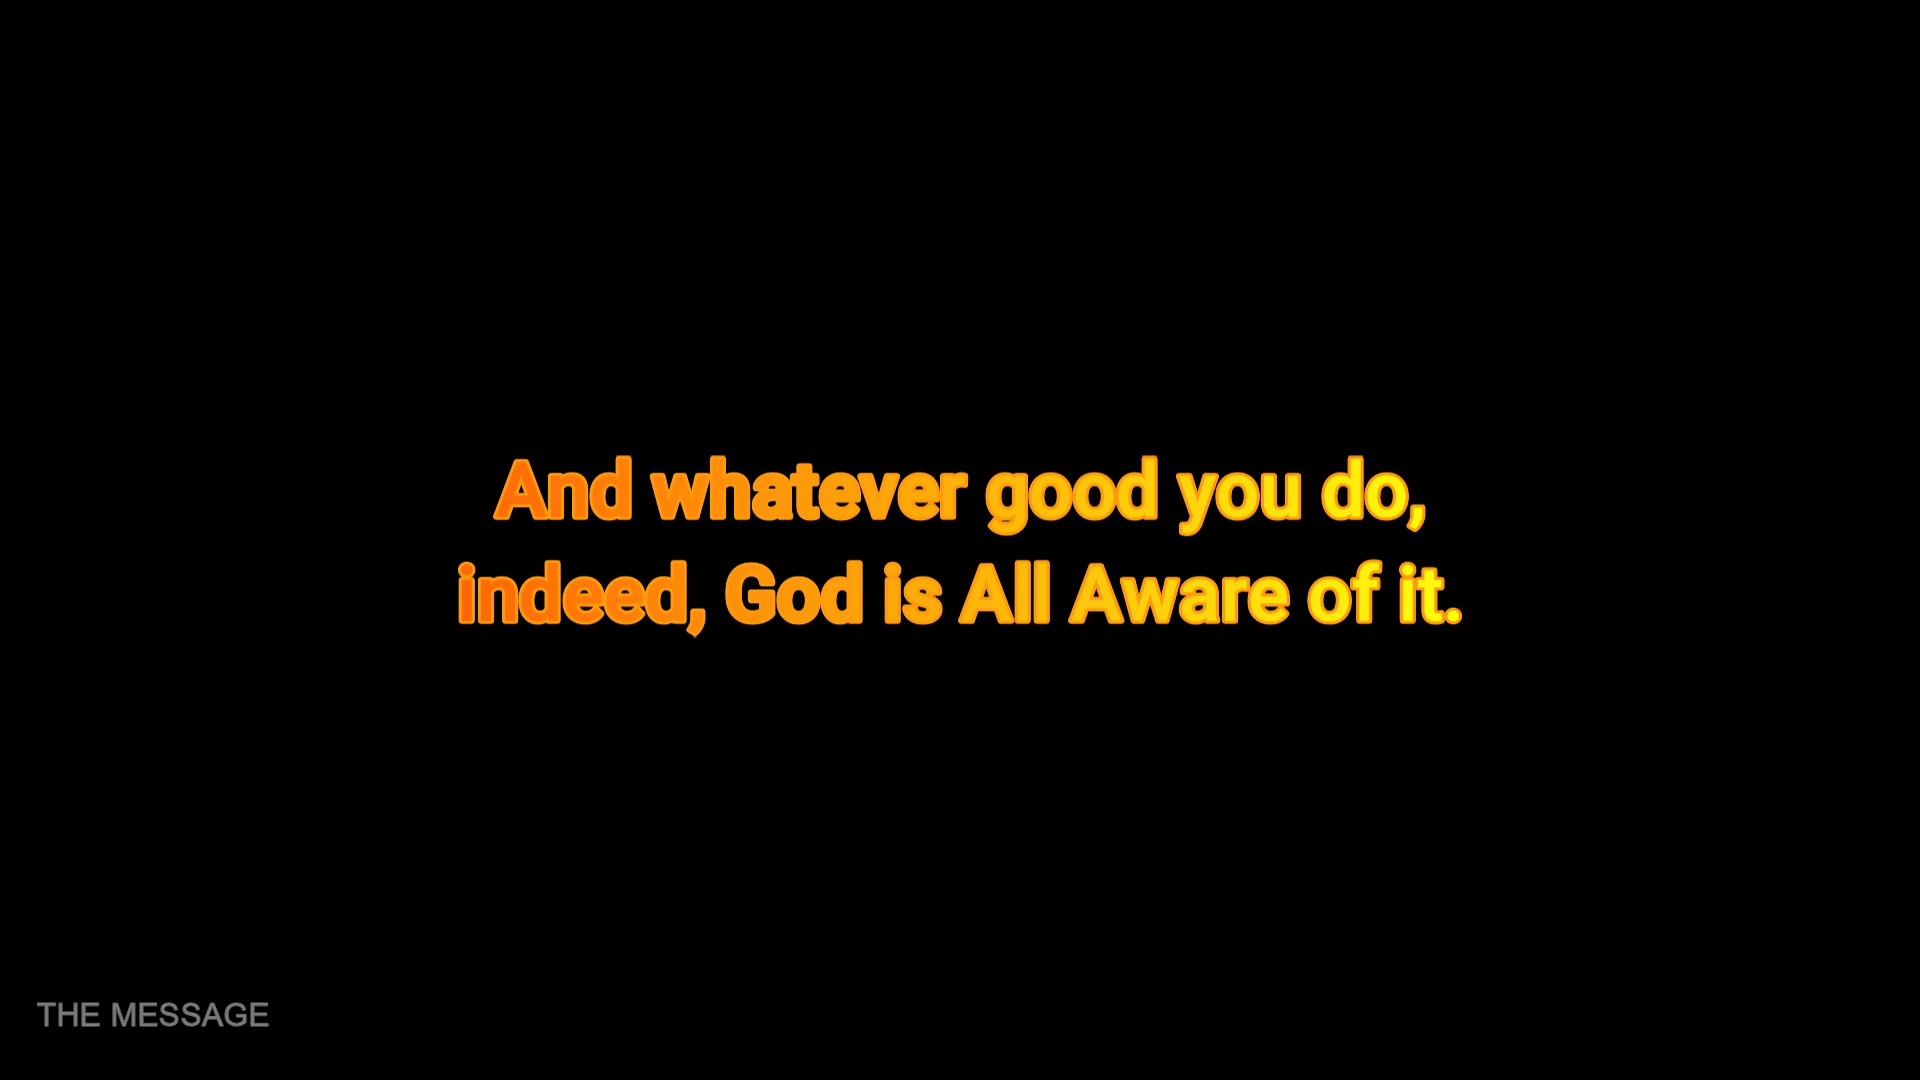 And whatever good you do,
indeed, God is All Aware of it.
THE MESSAGE